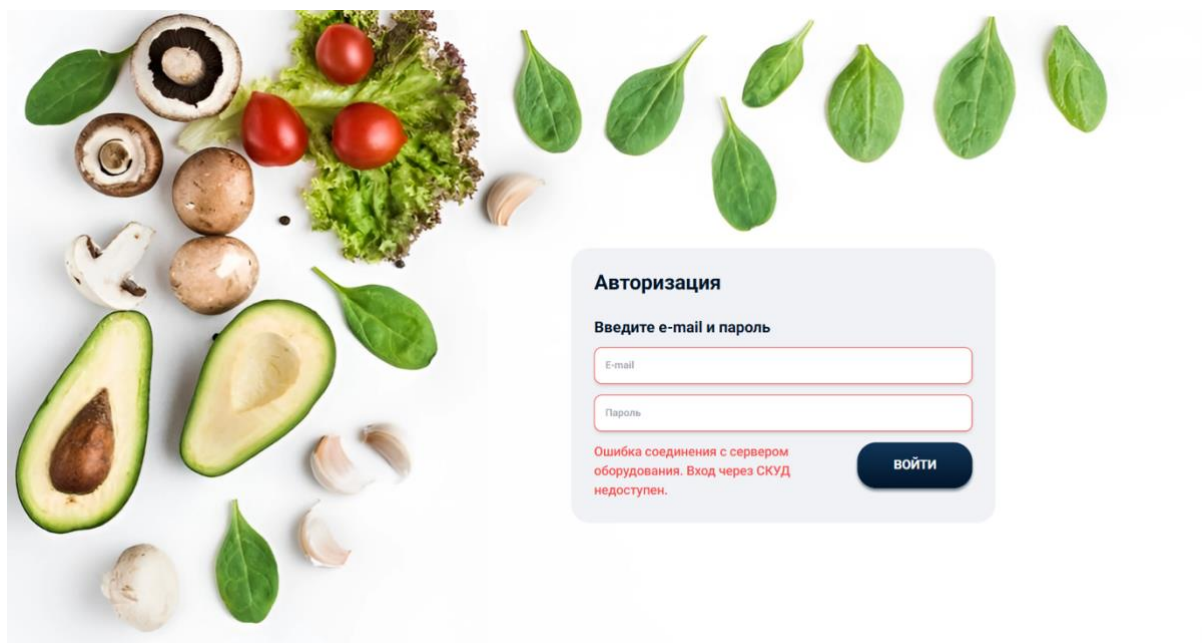 Авторизация
Введите e-mail и пароль
E-mail
Пароль
Ошибка соединения с сервером
оборудования. Вход через СКУД
недоступен.
ВОЙТИ